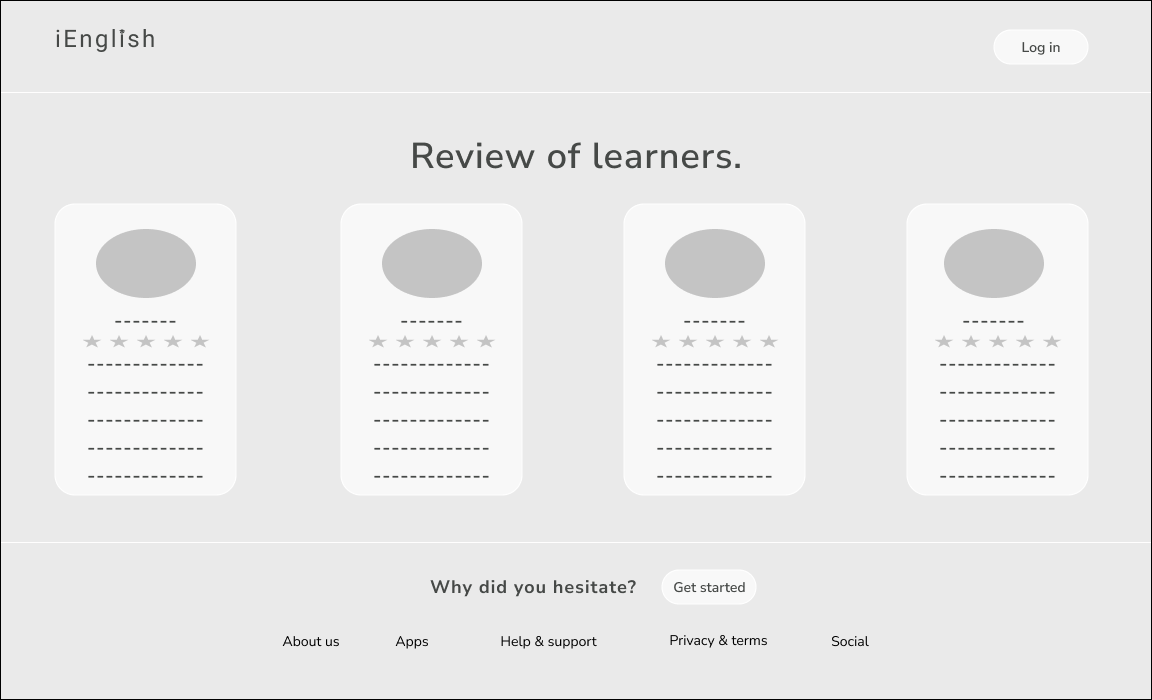 iEnglish
Log in
Review of learners.
-------
-------------
-------------
-------------
-------------
-------------
-------
-------------
-------------
-------------
-------------
-------------
-------
-------------
-------------
-------------
-------------
-------------
-------
-------------
-------------
-------------
-------------
-------------
Why did you hesitate?
Get started
About us
Apps
Help & support
Privacy & terms
Social